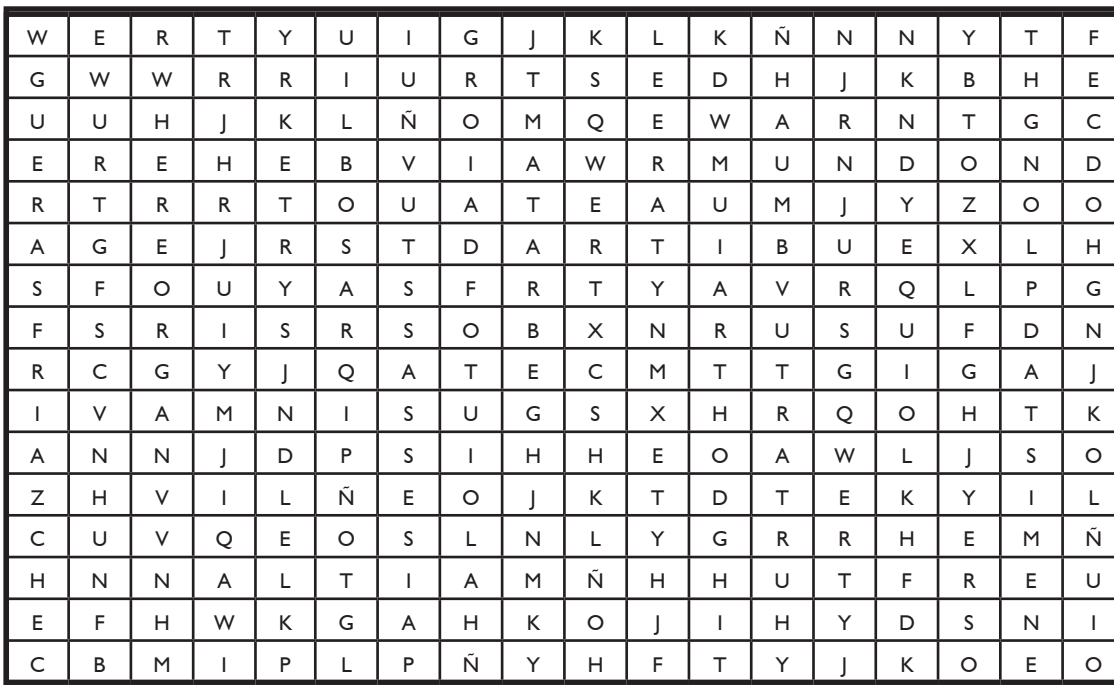 W E R T Y U I G J K L K Ñ N N Y T F
G W W R R I U R T S E D H J K B H E
U U H J K L Ñ O M Q E W A R N T G C
E R E H E B V I A W R M U N D O N D
R T R R T O U A T E A U M J Y Z O O
A G E J R S T D A R T I B U E X L H
S F O U Y A S F R T Y A V R Q L P G
F S R I S R S O B X N R U S U F D N
R C G Y J Q A T E C M T T G I G A J
I V A M N I S U G S X H R Q O H T K
A N N J D P S I H H E O A W L J S O
Z H V I L Ñ E O J K T D T E K Y I L
C U V Q E O S L N L Y G R R H E M Ñ
H N N A L T I A M Ñ H H U T F R E U
E F H W K G A H K O J I H Y D S N I
C B M I P L P Ñ Y H F T Y J K O E O